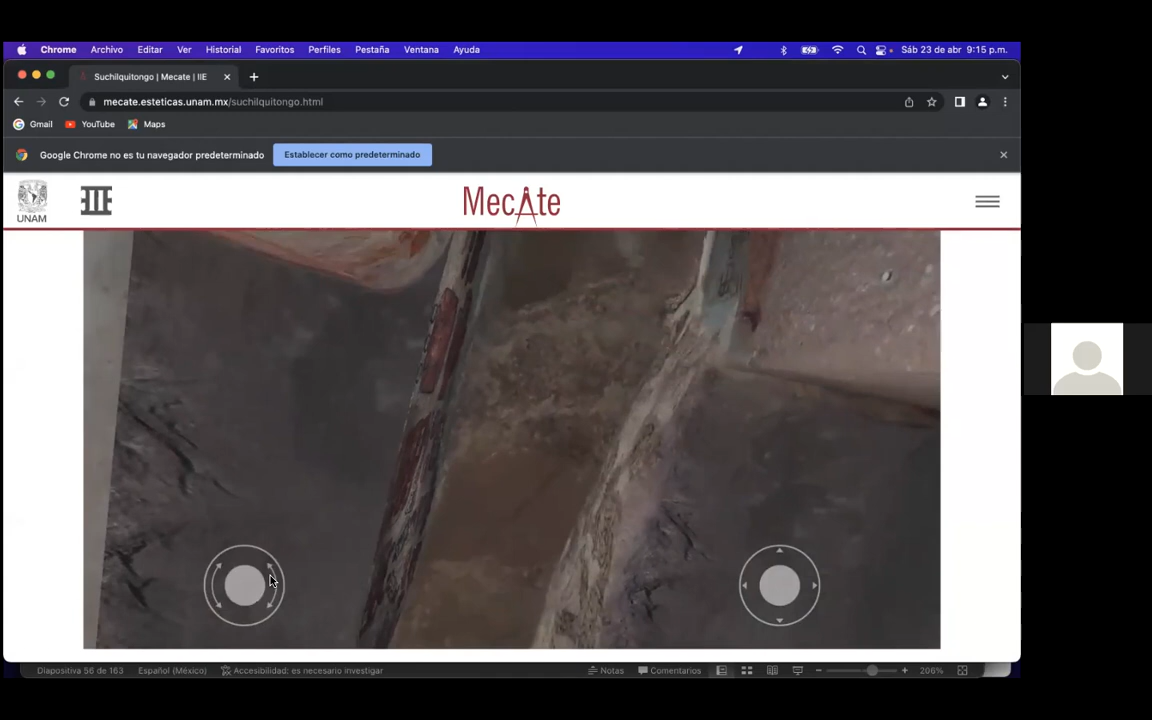 Chrome Archivo Editar Ver Historial Favoritos Perfiles Pestaña Ventana Ayuda Sáb 23 de abr 9:15 p.m.
Suchilquitongo | Mecate | IIE
mecate.esteticas.unam.mx/suchilquitongo.html
Gmail YouTube Maps
Google Chrome no es tu navegador predeterminado Establecer como predeterminado
UNAM
MecAte
Diapositiva 56 de 163 Español (México) Accesibilidad: es necesario investigar Notas Comentarios 206%